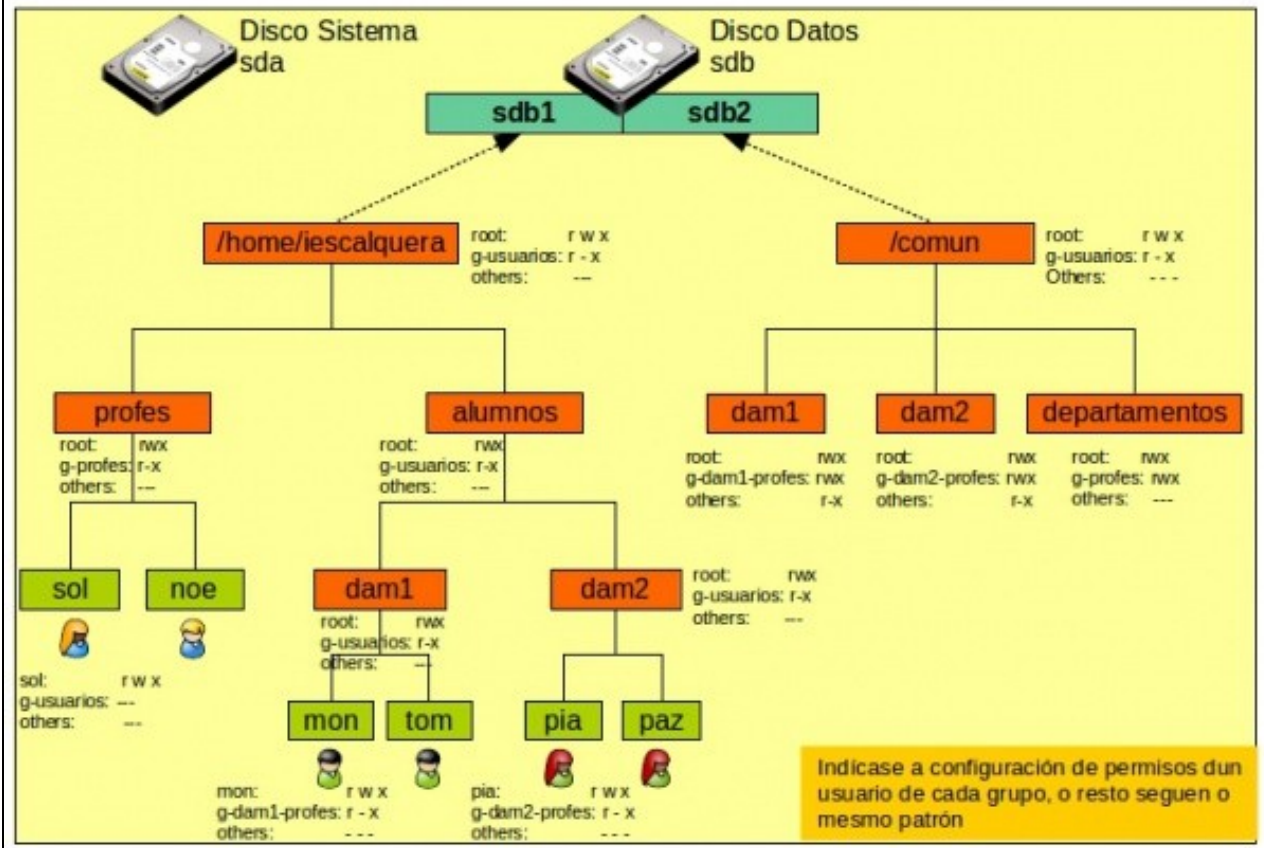 Disco Sistema
sda
Disco Datos
sdb
sdb1
sdb2
/home/iescalquera
root: r w x
g-usuarios: r - x
others: ---
/comun
root: r w x
g-usuarios: r - x
Others: - - -
profes
root: rwx
g-profes: r-x
others: ---
alumnos
root: rwx
g-usuarios: r-x
others: ---
dam1
root: rwx
g-dam1-profes: rwx
others: r-x
dam2
root: rwx
g-dam2-profes: rwx
others: r-x
departamentos
root: rwx
g-profes: rwx
others: ---
sol
noe
sol: r w x
g-usuarios: ---
others: ---
dam1
root: rwx
g-usuarios: r-x
others: ---
dam2
root: rwx
g-usuarios: r-x
others: ---
mon
tom
mon: r w x
g-dam1-profes: r - x
others: - - -
pia
paz
pia: r w x
g-dam2-profes: r - x
others: - - -
Indícase a configuración de permisos dun
usuario de cada grupo, o resto seguen o
mesmo patrón